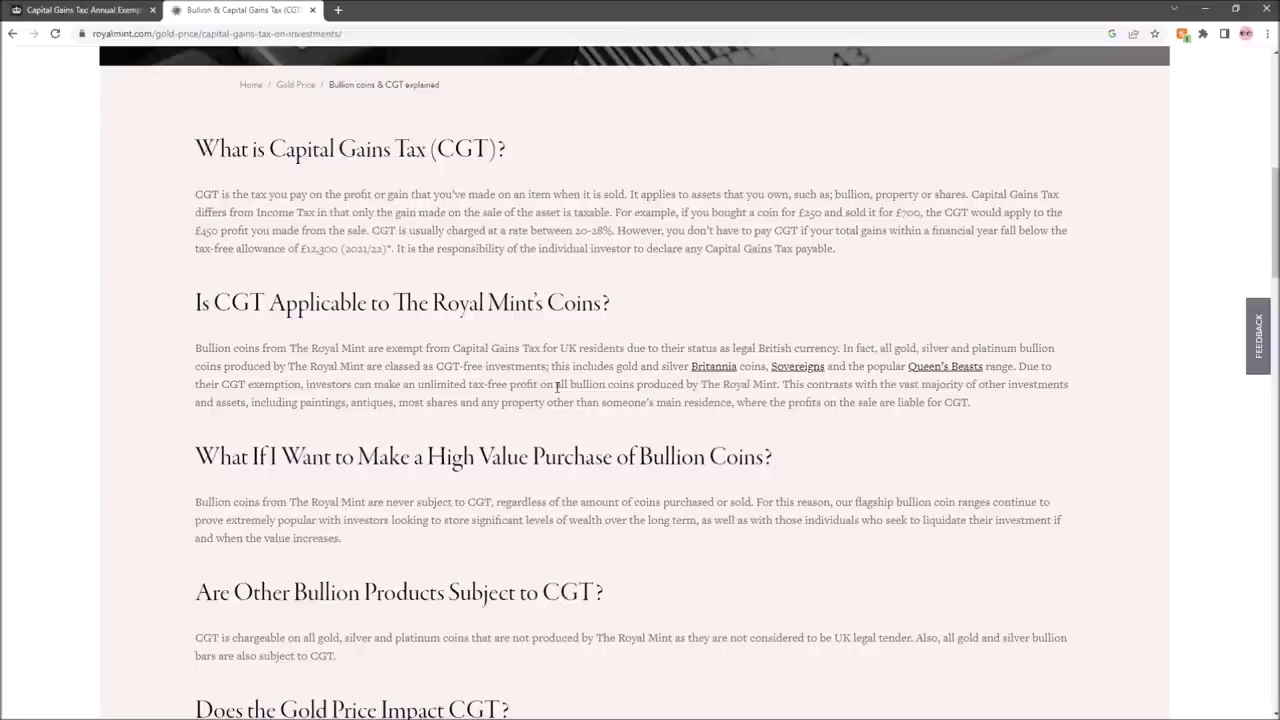 Capital Gains Tax: Annual Exemp
Bullion & Capital Gains Tax (CGT)
royalmint.com/gold-price/capital-gains-tax-on-investments/
Home / Gold Price / Bullion coins & CGT explained
What is Capital Gains Tax (CGT)?
CGT is the tax you pay on the profit or gain that you've made on an item when it is sold. It applies to assets that you own, such as; bullion, property or shares. Capital Gains Tax
differs from Income Tax in that only the gain made on the sale of the asset is taxable. For example, if you bought a coin for £250 and sold it for £700, the CGT would apply to the
£450 profit you made from the sale. CGT is usually charged at a rate between 20-28%. However, you don't have to pay CGT if your total gains within a financial year fall below the
tax-free allowance of £12,300 (2021/22)*. It is the responsibility of the individual investor to declare any Capital Gains Tax payable.
Is CGT Applicable to The Royal Mint's Coins?
Bullion coins from The Royal Mint are exempt from Capital Gains Tax for UK residents due to their status as legal British currency. In fact, all gold, silver and platinum bullion
coins produced by The Royal Mint are classed as CGT-free investments; this includes gold and silver Britannia coins, Sovereigns and the popular Queen's Beasts range. Due to
their CGT exemption, investors can make an unlimited tax-free profit on all bullion coins produced by The Royal Mint. This contrasts with the vast majority of other investments
and assets, including paintings, antiques, most shares and any property other than someone's main residence, where the profits on the sale are liable for CGT.
FEEDBACK
What If I Want to Make a High Value Purchase of Bullion Coins?
Bullion coins from The Royal Mint are never subject to CGT, regardless of the amount of coins purchased or sold. For this reason, our flagship bullion coin ranges continue to
prove extremely popular with investors looking to store significant levels of wealth over the long term, as well as with those individuals who seek to liquidate their investment if
and when the value increases.
Are Other Bullion Products Subject to CGT?
CGT is chargeable on all gold, silver and platinum coins that are not produced by The Royal Mint as they are not considered to be UK legal tender. Also, all gold and silver bullion
bars are also subject to CGT.
Does the Gold Price Impact CGT?